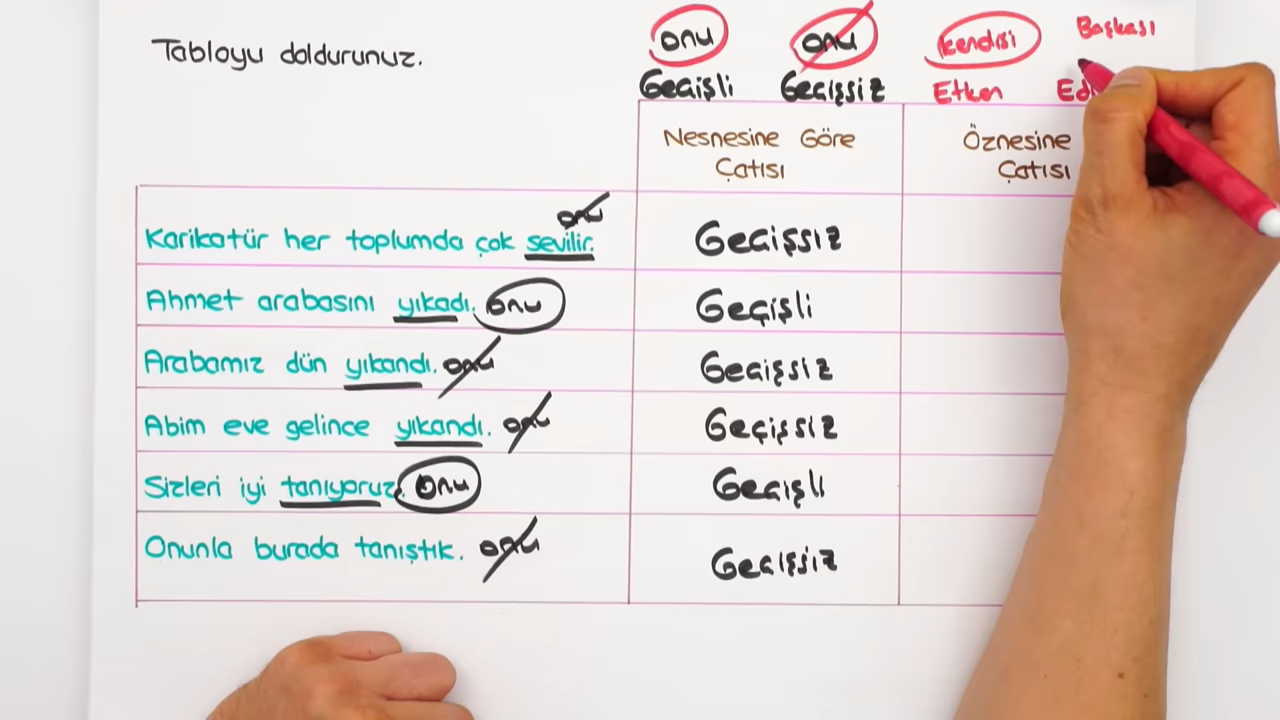 Tabloyu doldurunuz.
onu onu kendisi Başkası
Geçişli Geçişsiz Etken
Nesnesine Göre Çatısı
Öznesine Çatısı
onu
Karikatür her toplumda çok sevilir. Geçişsiz
Ahmet arabasını yıkadı. onu Geçişli
Arabamız dün yıkandı. onu Geçişsiz
Abim eve gelince yıkandı. onu Geçişsiz
Sizleri iyi tanıyoruz. onu Geçişli
Onunla burada tanıştık. onu Geçişsiz